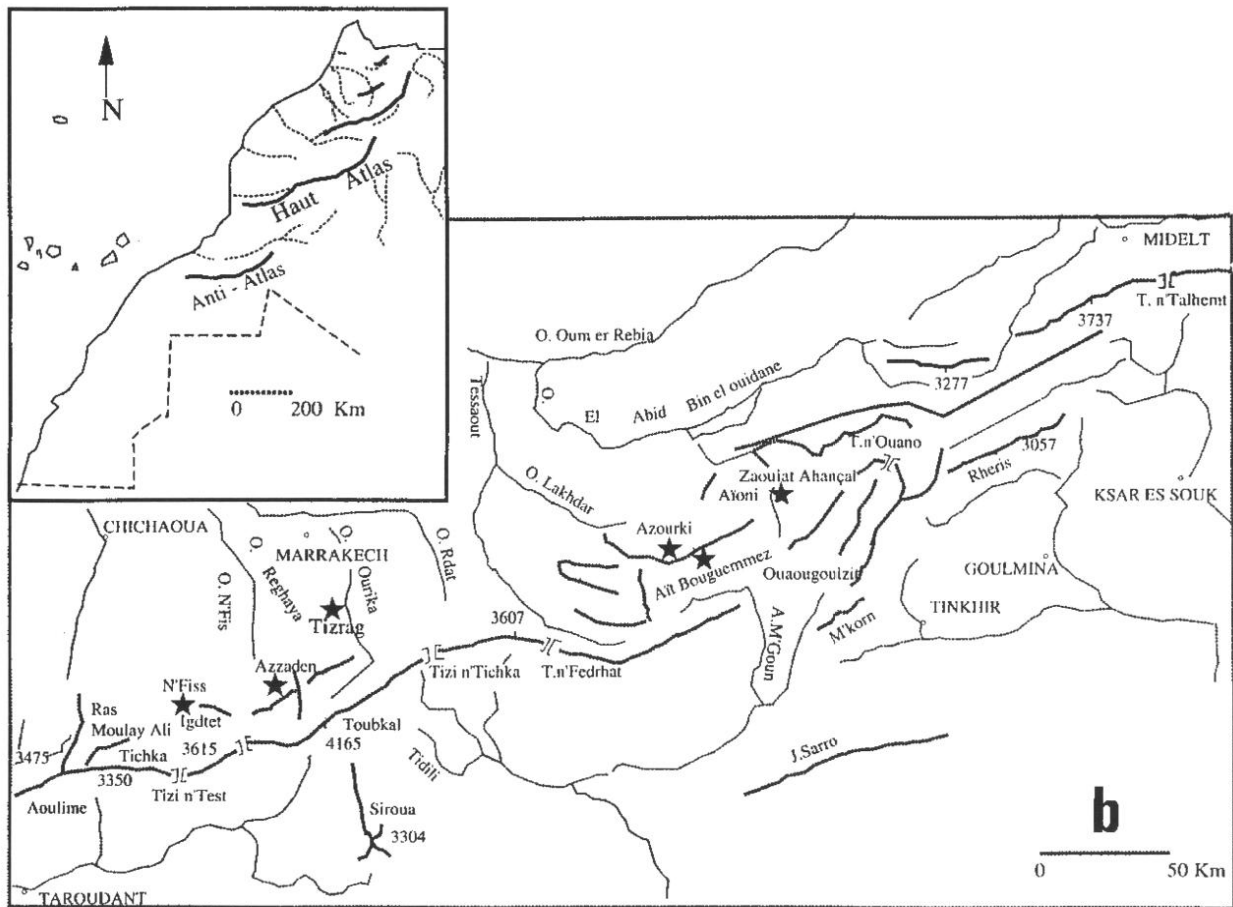 N
Haut Atlas
Anti - Atlas
0 200 Km
MIDELT
T. n'Talhemt
3737
O. Oum er Rebia
3277
Tessaout
O.
El Abid Bin el ouidane
T.n'Ouano
3057
Rheris
Zaouiat Ahançal
Aïoni
KSAR ES SOUK
O. Lakhdar
Azourki
CHICHAOUA
MARRAKECH
O. Rdat
O. N'Fis
O. Reghaya
O. Ourika
Aït Bouguemmez
Ouaougoulzit
GOULMINA
TINKHIR
Tizrag
3607
M'korn
A.M'Goun
Azzaden
Tizi n'Tichka
T.n'Fedrhat
N'Fiss
Igdtet
Ras
Moulay Ali
Toubkal
4165
3475
Tichka
3615
3350
Tidili
J.Sarro
Aoulime
Tizi n'Test
Siroua
3304
b
0 50 Km
TAROUDANT